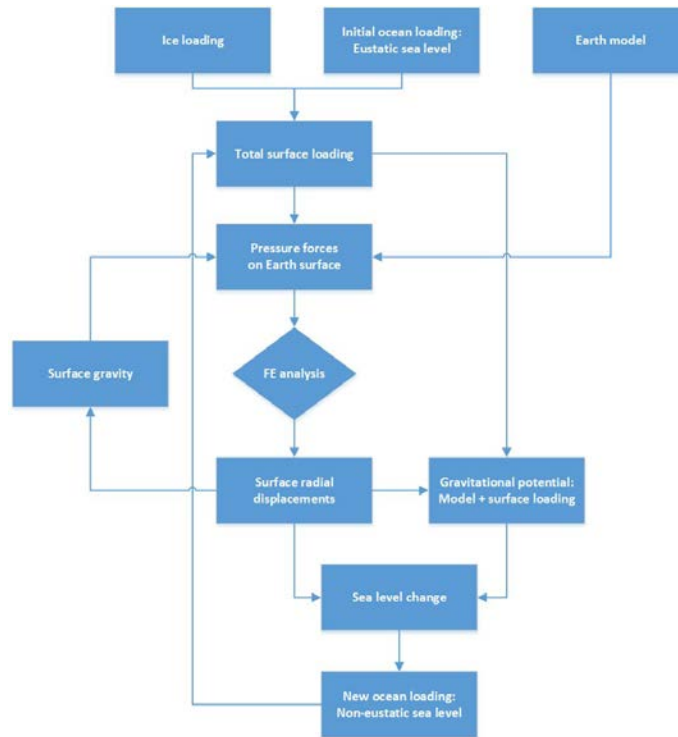 Ice loading
Initial ocean loading:
Eustatic sea level
Earth model
Total surface loading
Pressure forces
on Earth surface
Surface gravity
FE analysis
Surface radial
displacements
Gravitational potential:
Model + surface loading
Sea level change
New ocean loading:
Non-eustatic sea level